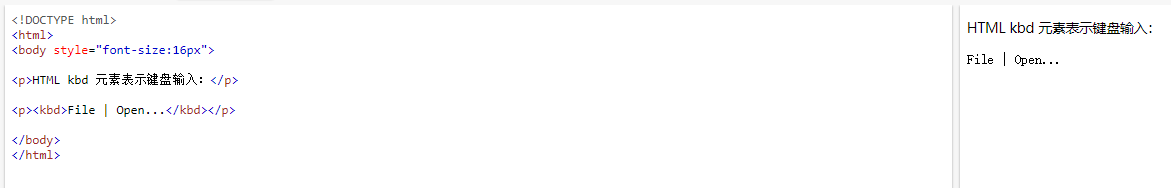 <!DOCTYPE html>
<html>
<body style="font-size:16px">
<p>HTML kbd 元素表示键盘输入：</p>
<p><kbd>File | Open...</kbd></p>
</body>
</html>
HTML kbd 元素表示键盘输入：
File | Open...